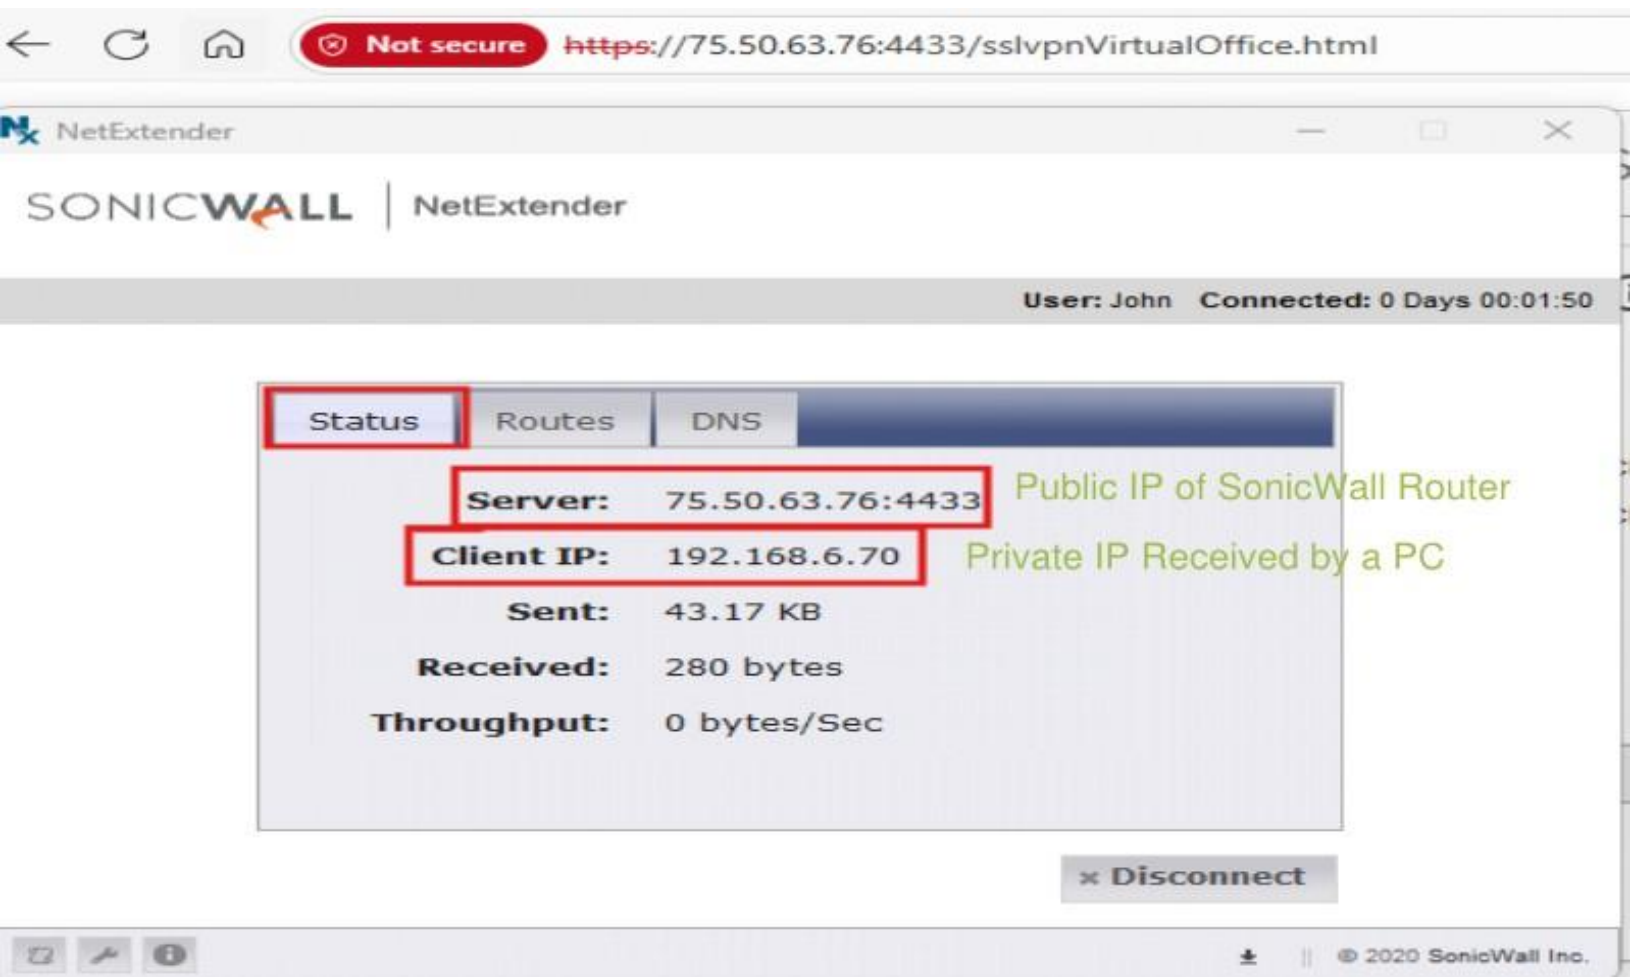 Not secure https://75.50.63.76:4433/sslvpnVirtualOffice.html
Nx NetExtender
SONICWALL NetExtender
User: John Connected: 0 Days 00:01:50
Status Routes DNS
Server: 75.50.63.76:4433 Public IP of SonicWall Router
Client IP: 192.168.6.70 Private IP Received by a PC
Sent: 43.17 KB
Received: 280 bytes
Throughput: 0 bytes/Sec
× Disconnect
© 2020 SonicWall Inc.